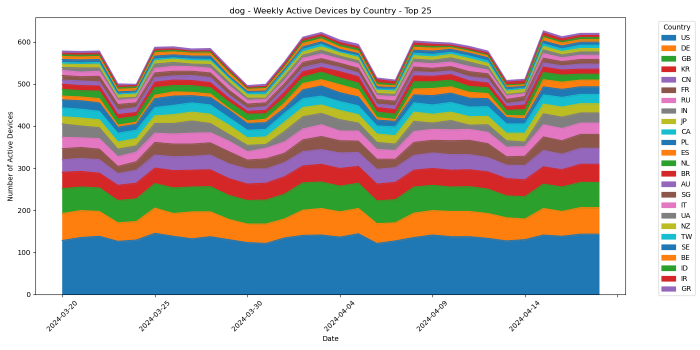 dog - Weekly Active Devices by Country - Top 25
Number of Active Devices
600
500
400
300
200
100
0
2024-03-20
2024-03-25
2024-03-30
2024-04-04
2024-04-09
2024-04-14
Date
Country
US
DE
GB
KR
CN
FR
RU
IN
JP
CA
PL
ES
NL
BR
AU
SG
IT
UA
NZ
TW
SE
BE
ID
IR
GR